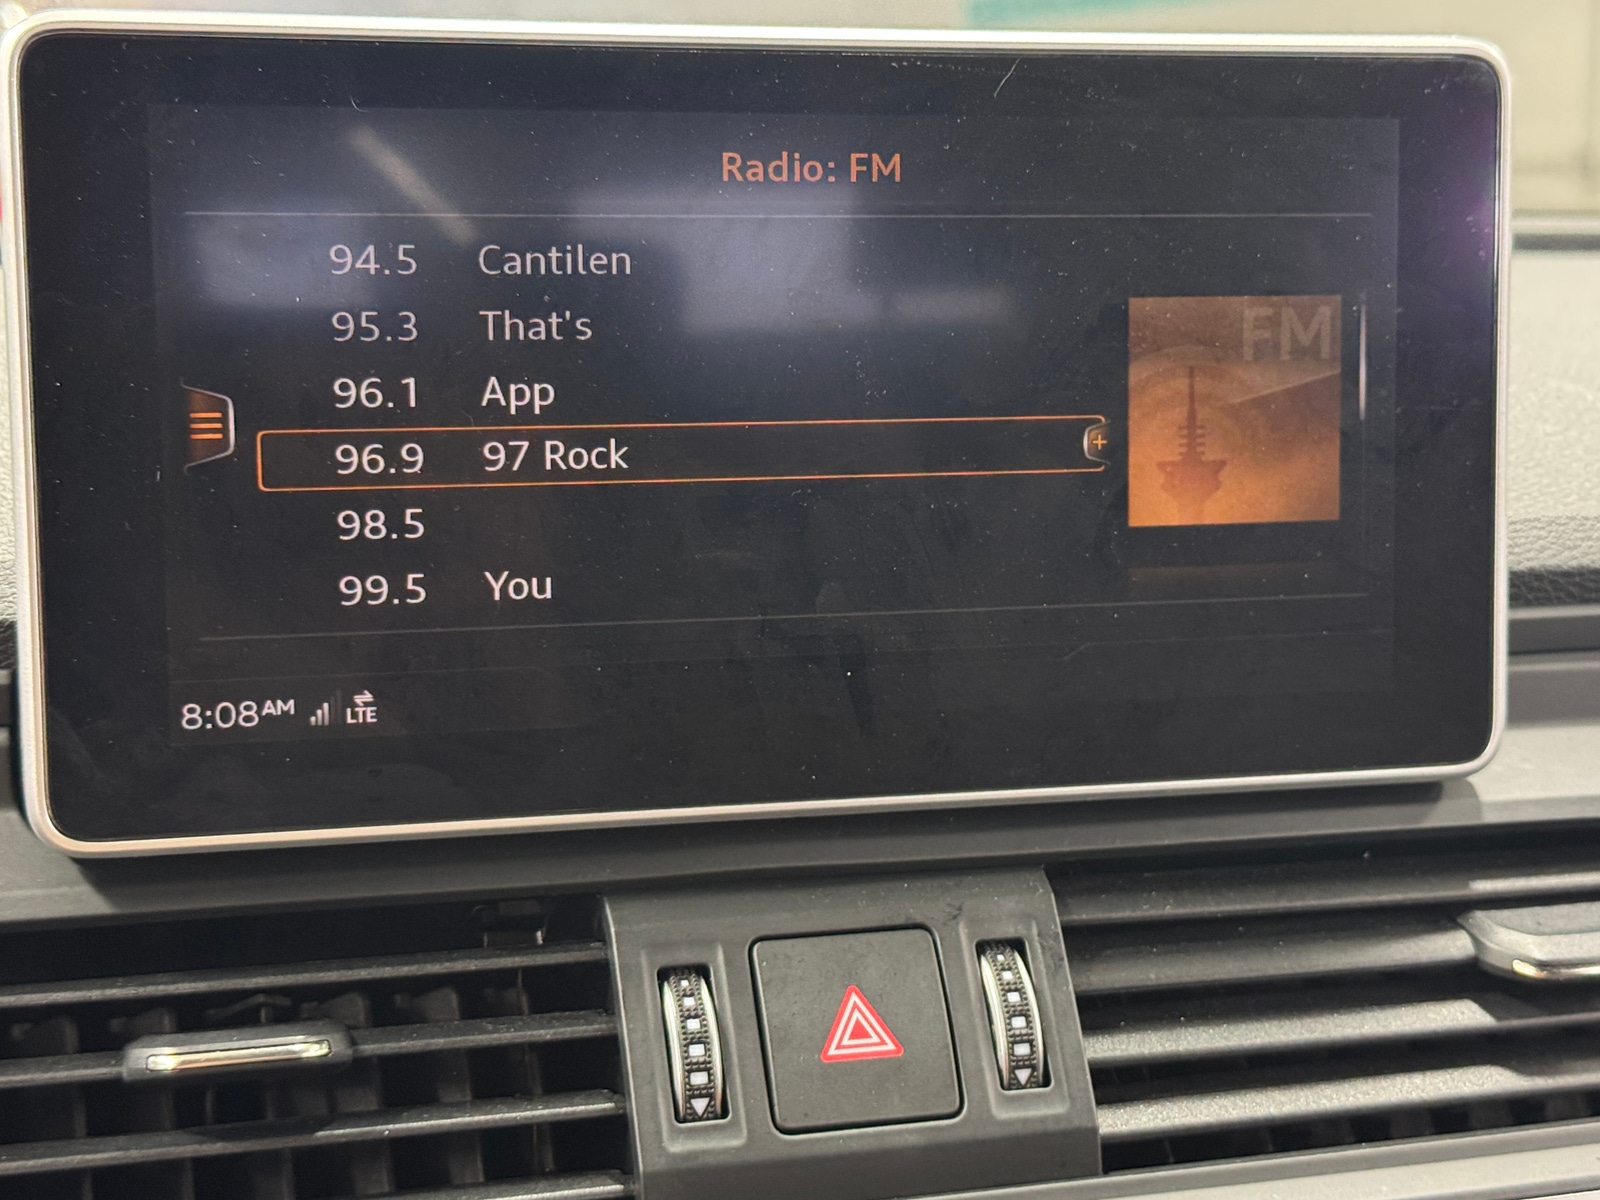 Radio: FM
94.5 Cantilen
95.3 That's
96.1 App
96.9 97 Rock
98.5
99.5 You
FM
8:08AM LTE